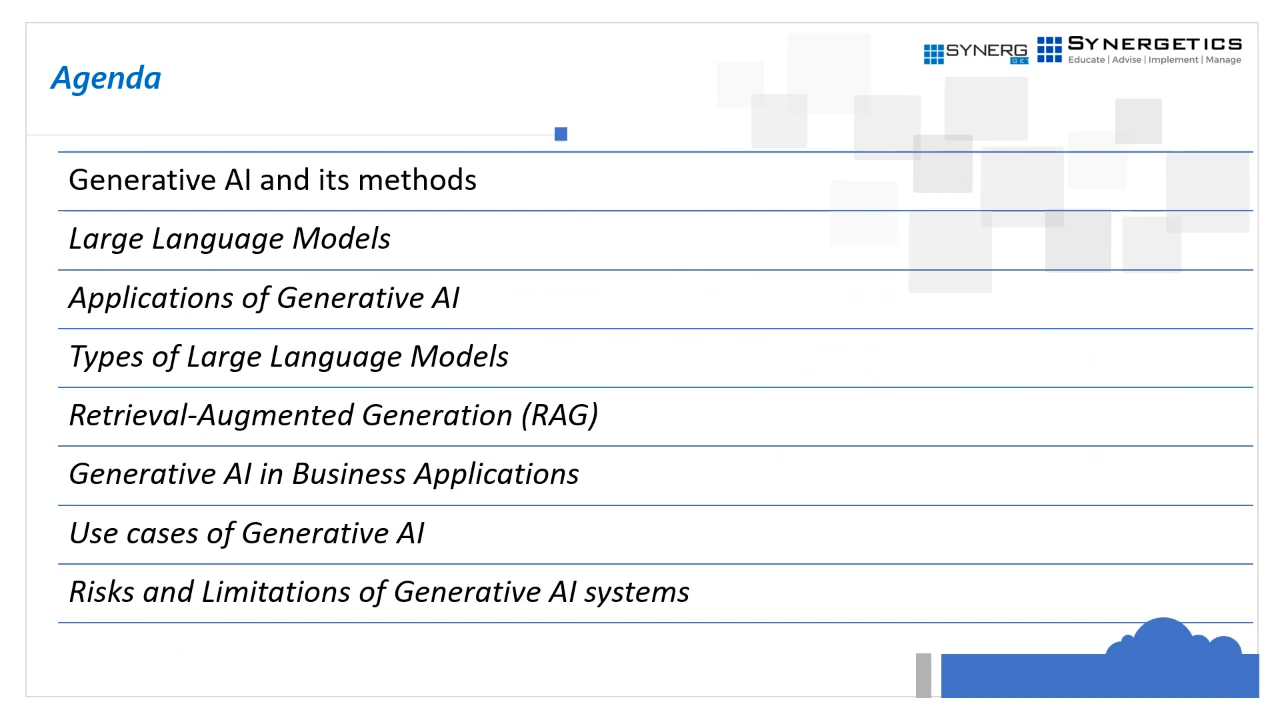 Agenda
SYNERG
GET
SYNERGETICS
Educate | Advise | Implement | Manage
Generative AI and its methods
Large Language Models
Applications of Generative AI
Types of Large Language Models
Retrieval-Augmented Generation (RAG)
Generative AI in Business Applications
Use cases of Generative AI
Risks and Limitations of Generative AI systems